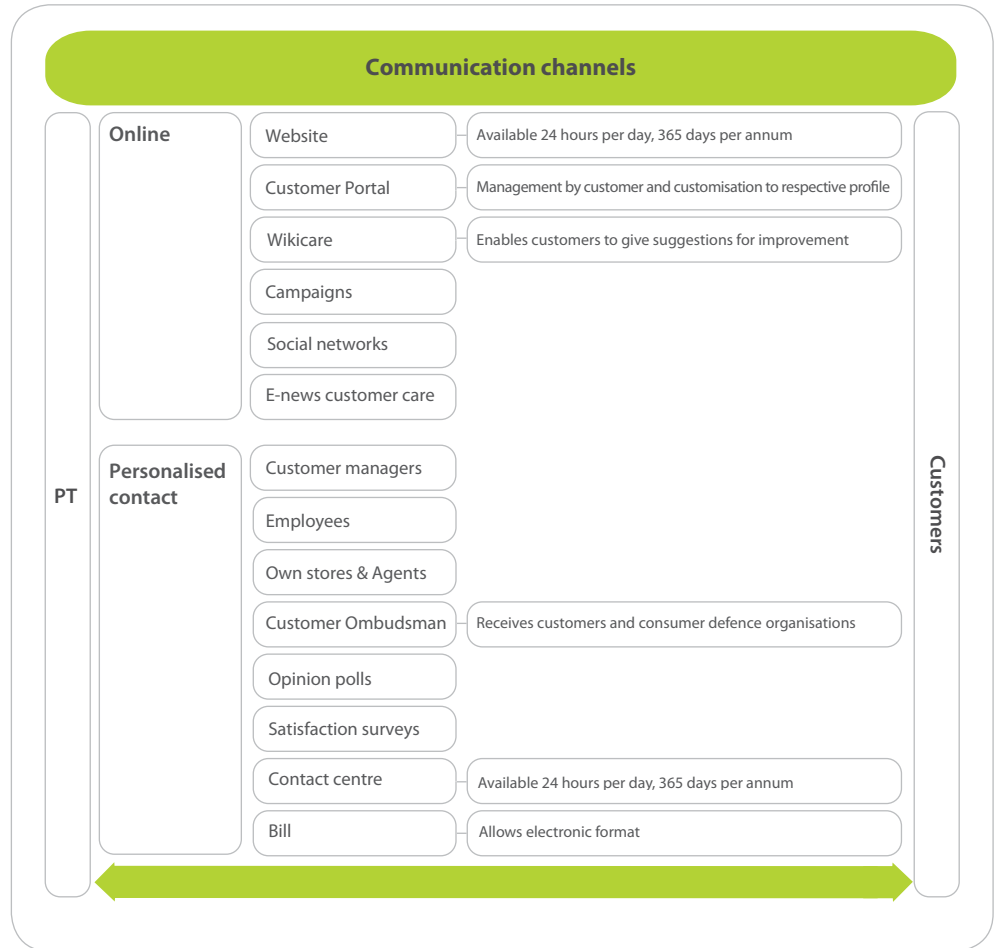 Communication channels
PT
Online
Website
Available 24 hours per day, 365 days per annum
Customer Portal
Management by customer and customisation to respective profile
Wikicare
Enables customers to give suggestions for improvement
Campaigns
Social networks
E-news customer care
Personalised
contact
Customer managers
Employees
Own stores & Agents
Customer Ombudsman
Receives customers and consumer defence organisations
Opinion polls
Satisfaction surveys
Contact centre
Available 24 hours per day, 365 days per annum
Bill
Allows electronic format
Customers